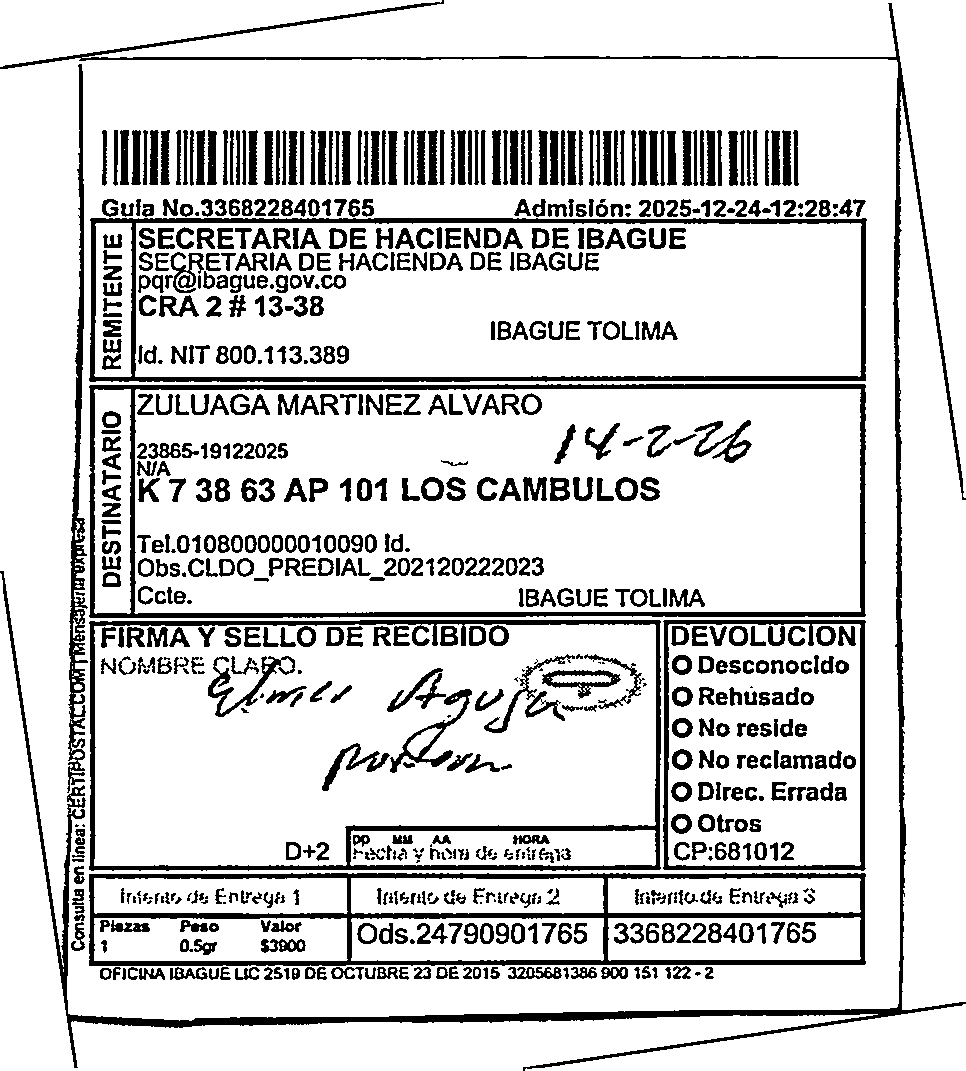 Guia No.3368228401765 Admisión: 2025-12-24-12:28:47
REMITENTE
SECRETARIA DE HACIENDA DE IBAGUE
SECRETARIA DE HACIENDA DE IBAGUE
pqr@ibague.gov.co
CRA 2 # 13-38
IBAGUE TOLIMA
Id. NIT 800.113.389
DESTINATARIO
ZULUAGA MARTINEZ ALVARO
14-2-26
23865-19122025
N/A
K 7 38 63 AP 101 LOS CAMBULOS
Tel.010800000010090 Id.
Obs.CLDO_PREDIAL_202120222023
Ccte. IBAGUE TOLIMA
FIRMA Y SELLO DE RECIBIDO
NOMBRE CLARO.
D+2
DD MM AA HORA
Fecha y hora de entrega
DEVOLUCION
O Desconocido
O Rehusado
O No reside
O No reclamado
O Direc. Errada
O Otros
CP:681012
Intento de Entrega 1 Intento de Entrega 2 Intento de Entrega 3
Piezas Peso Valor
1 0.5gr $3900
Ods.24790901765 3368228401765
OFICINA IBAGUE LIC 2519 DE OCTUBRE 23 DE 2015 3205681386 900 151 122 - 2
Consulta en linea: CERTIPOSTAL.COM | Mensajeria expresa